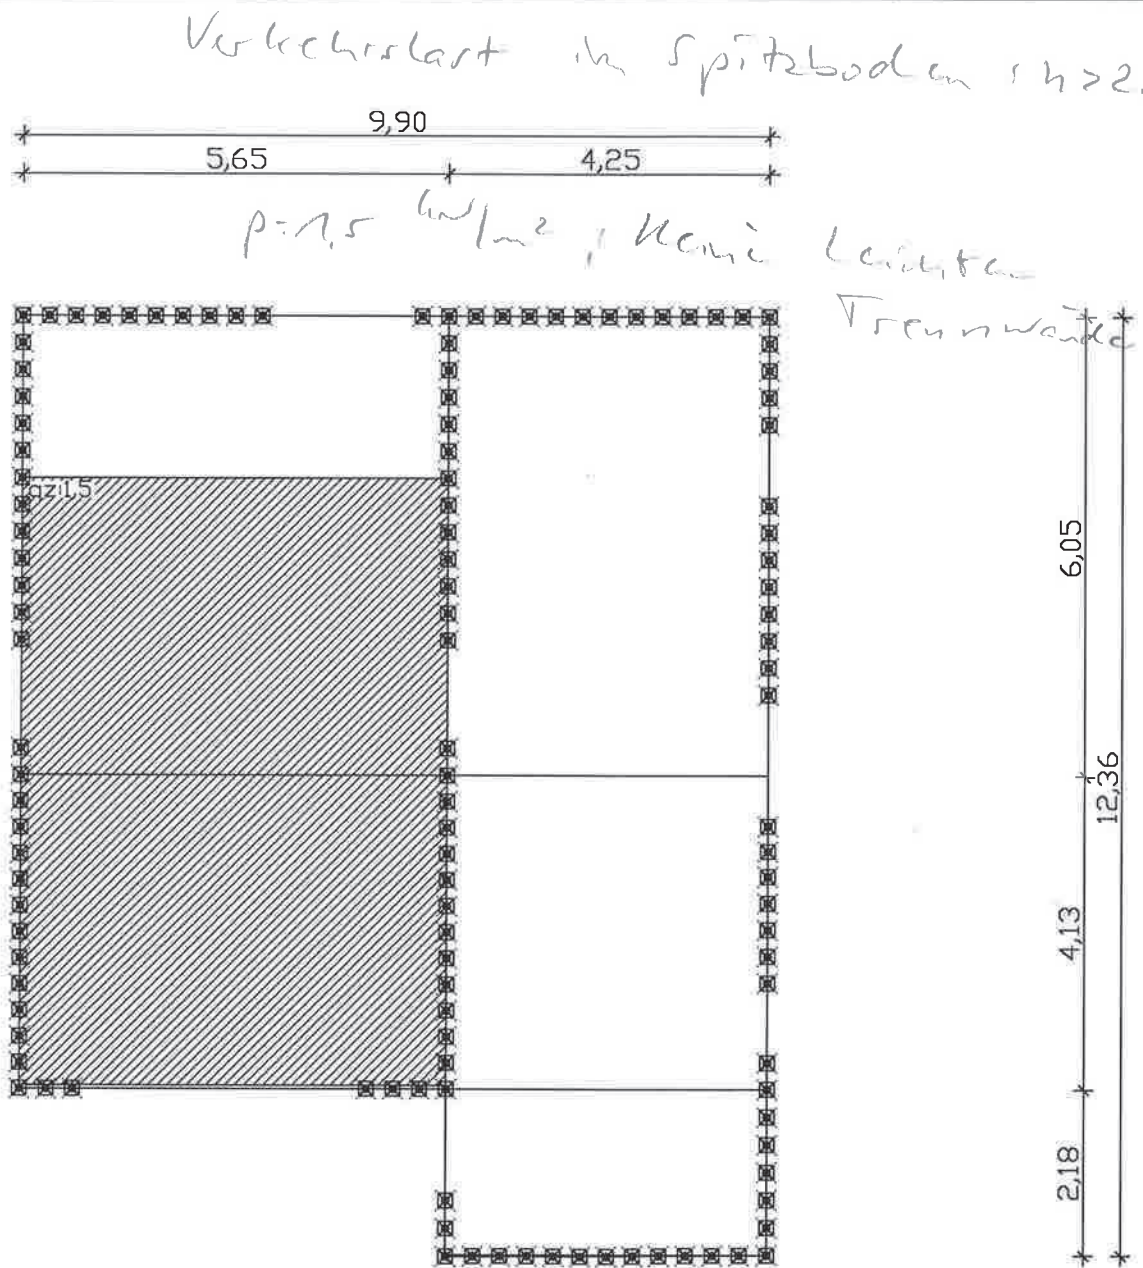 Verkehrslast im Spitzboden : h>2.
9,90
5,65 4,25
p=1,5 kN/m² ; Keine Leichten
Trennwände
qz:1,5
6,05
12,36
4,13
2,18